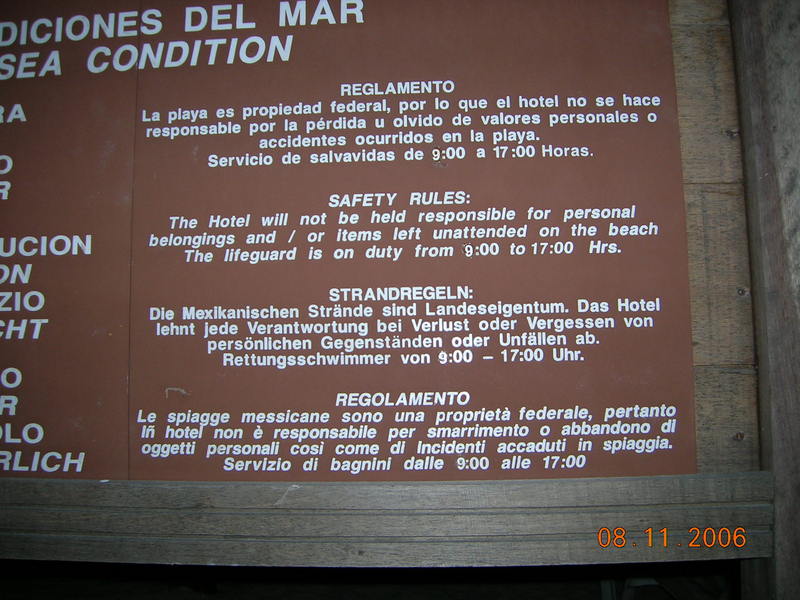 DICIONES DEL MAR
SEA CONDITION
RA
O
R
UCION
ON
ZIO
CHT
O
R
OLO
RLICH
REGLAMENTO
La playa es propiedad federal, por lo que el hotel no se hace
responsable por la pérdida u olvido de valores personales o
accidentes ocurridos en la playa.
Servicio de salvavidas de 9:00 a 17:00 Horas.
SAFETY RULES:
The Hotel will not be held responsible for personal
belongings and / or items left unattended on the beach
The lifeguard is on duty from 9:00 to 17:00 Hrs.
STRANDREGELN:
Die Mexikanischen Strände sind Landeseigentum. Das Hotel
lehnt jede Verantwortung bei Verlust oder Vergessen von
persönlichen Gegenständen oder Unfällen ab.
Rettungsschwimmer von 9:00 – 17:00 Uhr.
REGOLAMENTO
Le spiagge messicane sono una proprietà federale, pertanto
Iñ hotel non è responsabile per smarrimento o abbandono di
oggetti personali cosi come di Incidenti accaduti in spiaggia.
Servizio di bagnini dalle 9:00 alle 17:00
08.11.2006